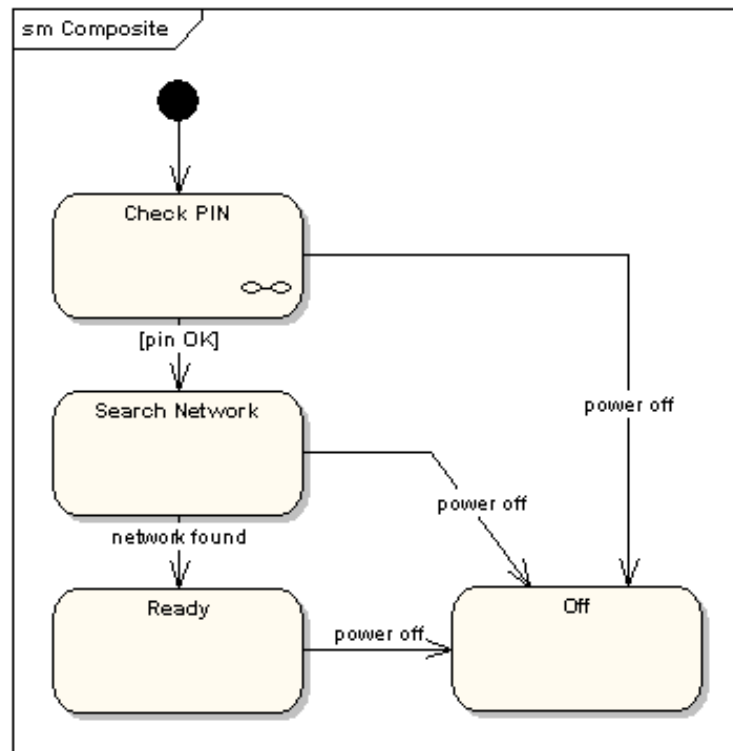 sm Composite
Check PIN
[pin OK]
Search Network
power off
power off
network found
Ready
power off
Off